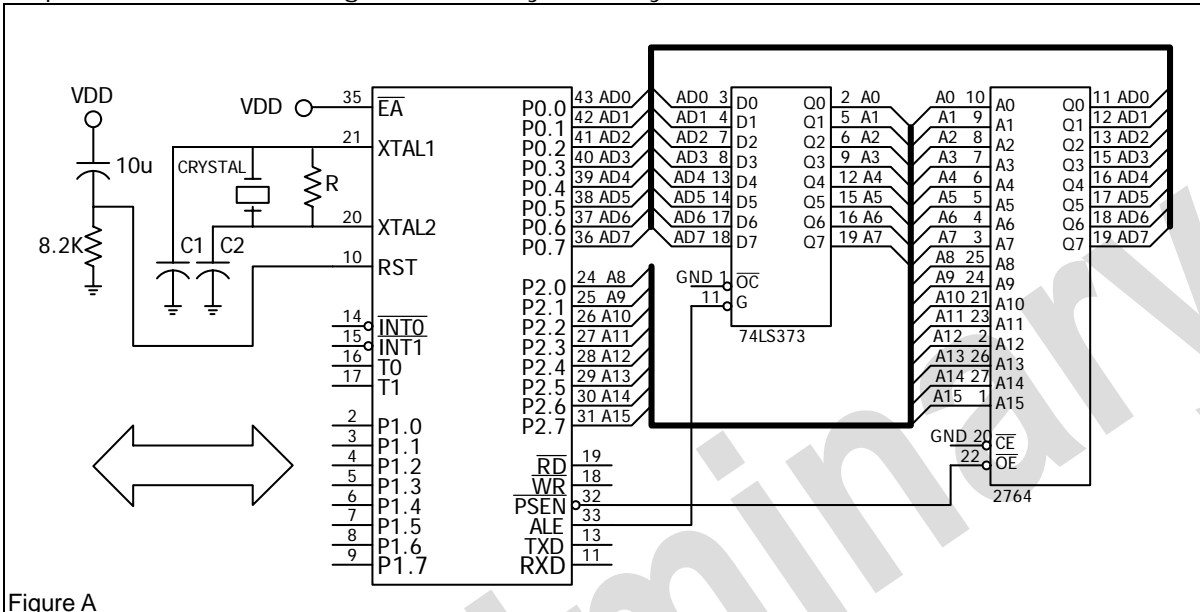 VDD
10u
8.2K
CRYSTAL
R
C1 C2
VDD
35 EA
21 XTAL1
20 XTAL2
10 RST
14 INT0
15 INT1
16 T0
17 T1
2 P1.0
3 P1.1
4 P1.2
5 P1.3
6 P1.4
7 P1.5
8 P1.6
9 P1.7
P0.0 43 AD0
P0.1 42 AD1
P0.2 41 AD2
P0.3 40 AD3
P0.4 39 AD4
P0.5 38 AD5
P0.6 37 AD6
P0.7 36 AD7
P2.0 24 A8
P2.1 25 A9
P2.2 26 A10
P2.3 27 A11
P2.4 28 A12
P2.5 29 A13
P2.6 30 A14
P2.7 31 A15
RD 19
WR 18
PSEN 32
ALE 33
TXD 13
RXD 11
AD0 3 D0 Q0 2 A0
AD1 4 D1 Q1 5 A1
AD2 7 D2 Q2 6 A2
AD3 8 D3 Q3 9 A3
AD4 13 D4 Q4 12 A4
AD5 14 D5 Q5 15 A5
AD6 17 D6 Q6 16 A6
AD7 18 D7 Q7 19 A7
GND 1 OC
11 G
74LS373
A0 10 A0 Q0 11 AD0
A1 9 A1 Q1 12 AD1
A2 8 A2 Q2 13 AD2
A3 7 A3 Q3 15 AD3
A4 6 A4 Q4 16 AD4
A5 5 A5 Q5 17 AD5
A6 4 A6 Q6 18 AD6
A7 3 A7 Q7 19 AD7
A8 25 A8
A9 24 A9
A10 21 A10
A11 23 A11
A12 2 A12
A13 26 A13
A14 27 A14
A15 1 A15
GND 20 CE
22 OE
2764
Figure A